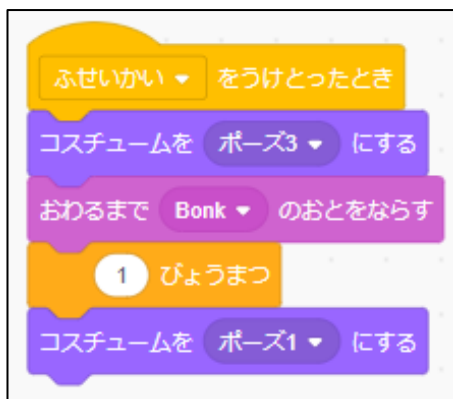 ふせいかい をうけとったとき
コスチュームを ポーズ3 にする
おわるまで Bonk のおとをならす
1 びょうまつ
コスチュームを ポーズ1 にする